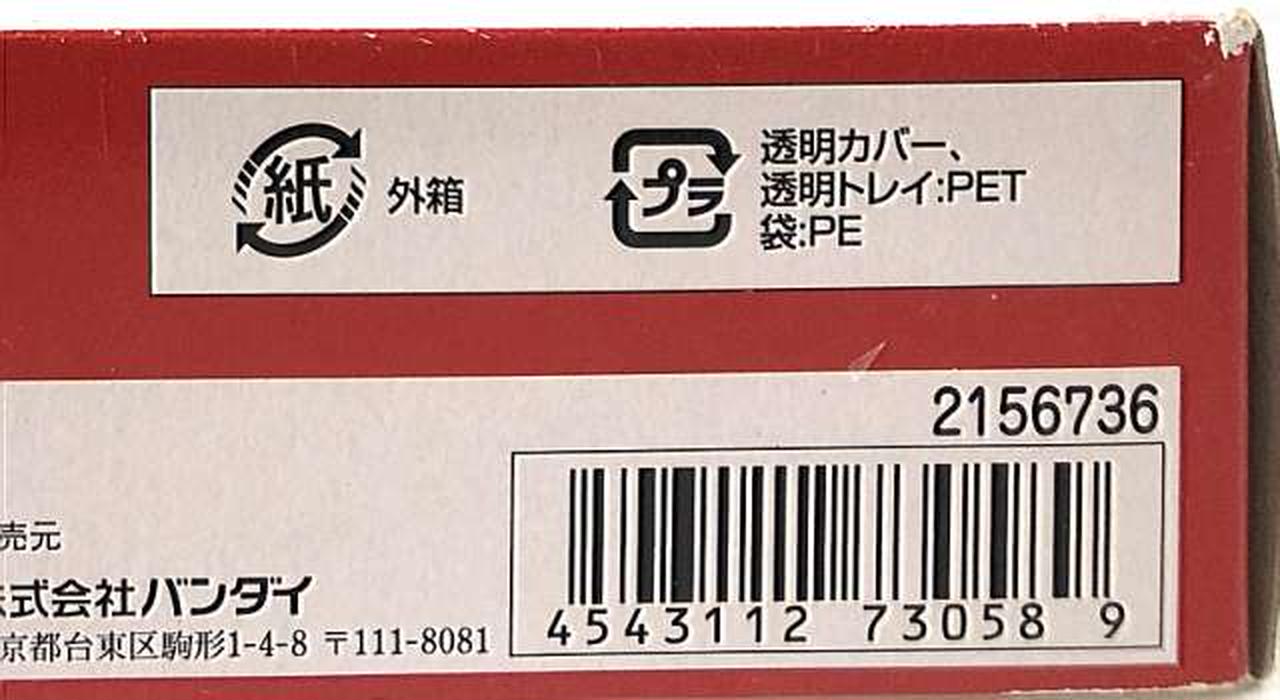 紙 外箱
プラ 透明カバー、
透明トレイ:PET
袋:PE
2156736
売元
式会社バンダイ
京都台東区駒形1-4-8 〒111-8081
4543112 73058 9